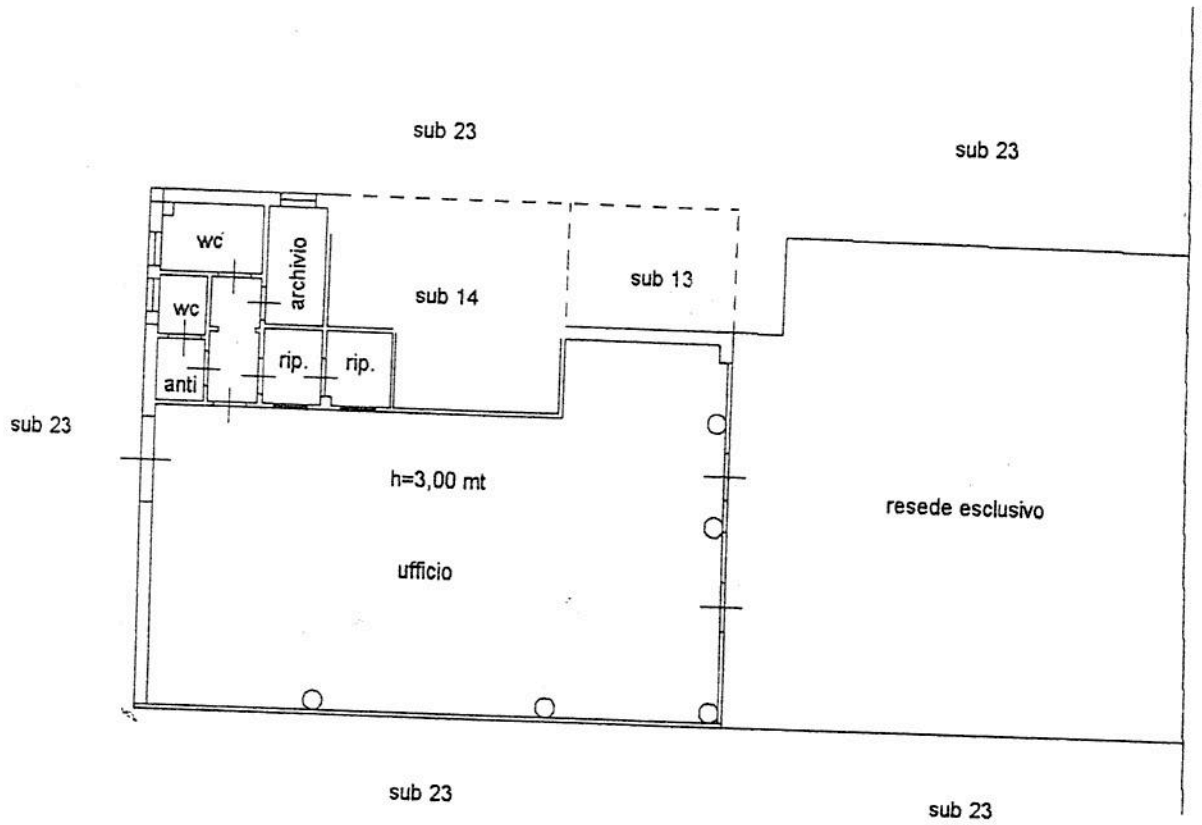 sub 23
sub 23
wc
archivio
sub 14
sub 13
wc
rip.
rip.
anti
sub 23
h=3,00 mt
resede esclusivo
ufficio
sub 23
sub 23